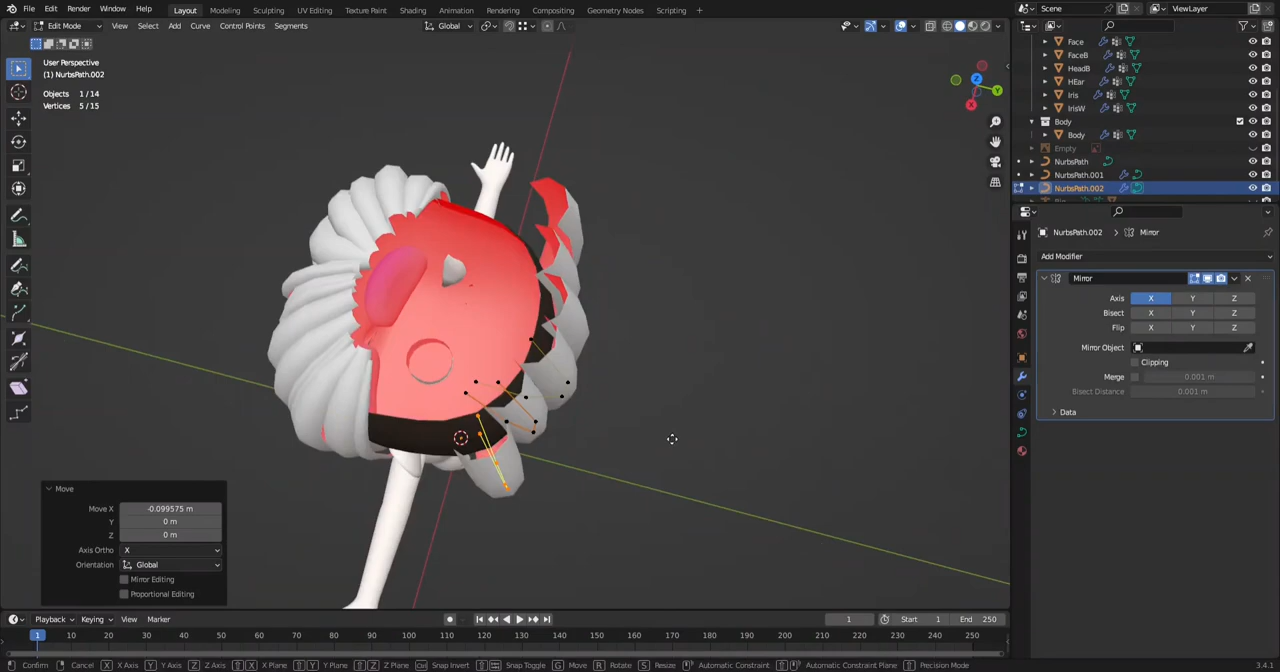 File Edit Render Window Help Layout Modeling Sculpting UV Editing Texture Paint Shading Animation Rendering Compositing Geometry Nodes Scripting + Scene ViewLayer
Edit Mode View Select Add Curve Control Points Segments Global
User Perspective
(1) NurbsPath.002
Objects 1 / 14
Vertices 5 / 15
Z
Y
X
Face
FaceB
HeadB
HEar
Iris
IrisW
Body
Body
Empty
NurbsPath
NurbsPath.001
NurbsPath.002
NurbsPath.002 > Mirror
Add Modifier
Mirror
Axis X Y Z
Bisect X Y Z
Flip X Y Z
Mirror Object
Clipping
Merge 0.001 m
Bisect Distance 0.001 m
Data
Move
Move X -0.099575 m
Y 0 m
Z 0 m
Axis Ortho X
Orientation Global
Mirror Editing
Proportional Editing
Playback Keying View Marker 1 Start 1 End 250
1 10 20 30 40 50 60 70 80 90 100 110 120 130 140 150 160 170 180 190 200 210 220 230 240 250
Confirm Cancel X X Axis Y Y Axis Z Z Axis X X Plane Y Y Plane Z Z Plane Ctrl Snap Invert Snap Toggle G Move R Rotate S Resize Automatic Constraint Automatic Constraint Plane Precision Mode 3.4.1